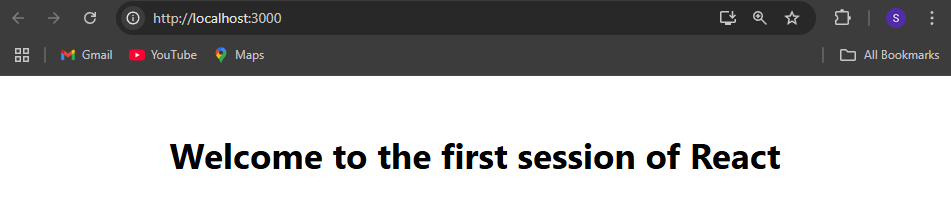 http://localhost:3000
S
Gmail YouTube Maps All Bookmarks
Welcome to the first session of React